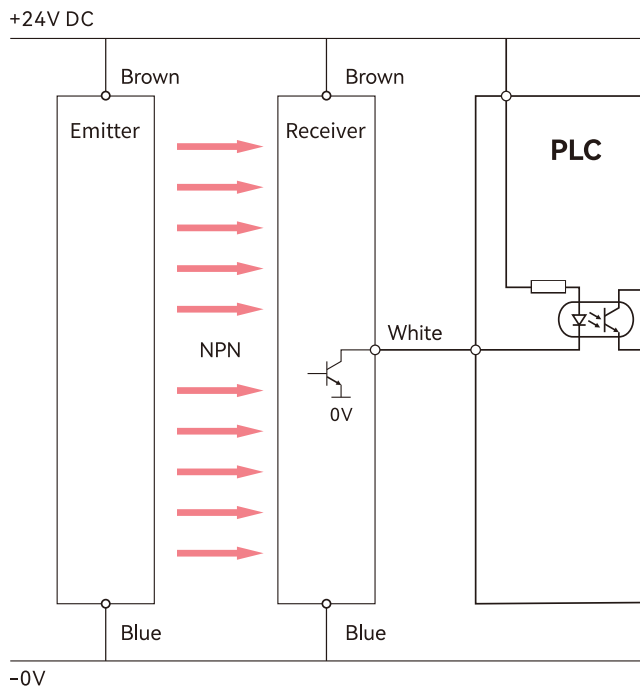 +24V DC
Brown
Brown
Emitter
Receiver
PLC
NPN
White
0V
Blue
Blue
-0V